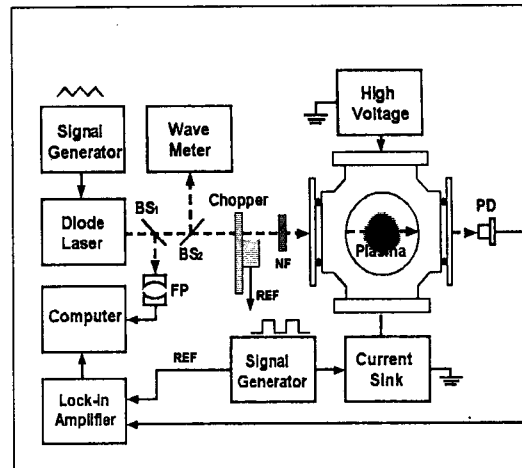 High
Voltage
Signal
Generator
Wave
Meter
Chopper
PD
BS1
Diode
Laser
BS2
NF
Plasma
FP
REF
Computer
REF
Signal
Generator
Current
Sink
Lock-in
Amplifier